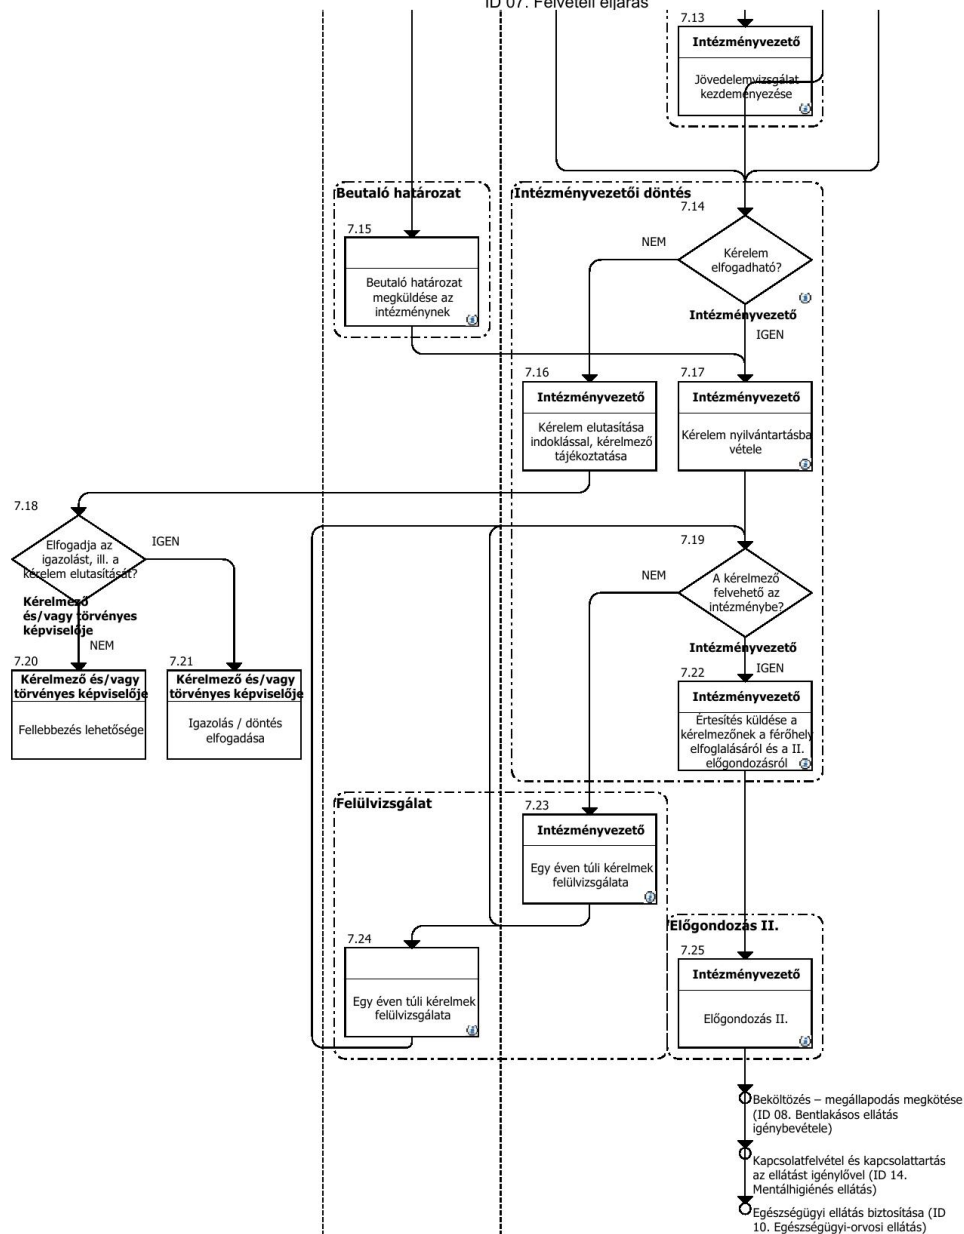 ID 07. Felvételi eljárás
7.13
Intézményvezető
Jövedelemvizsgálat
kezdeményezése
Beutaló határozat
Intézményvezetői döntés
7.14
7.15
NEM
Kérelem
elfogadható?
Beutaló határozat
megküldése az
intézménynek
Intézményvezető
IGEN
7.16
Intézményvezető
Kérelem elutasítása
indoklással, kérelmező
tájékoztatása
7.17
Intézményvezető
Kérelem nyilvántartásba
vétele
7.18
Elfogadja az
igazolást, ill. a
kérelem elutasítását?
IGEN
Kérelmező
és/vagy törvényes
képviselője
NEM
7.19
NEM
A kérelmező
felvehető az
intézménybe?
Intézményvezető
IGEN
7.20
Kérelmező és/vagy
törvényes képviselője
Fellebbezés lehetősége
7.21
Kérelmező és/vagy
törvényes képviselője
Igazolás / döntés
elfogadása
7.22
Intézményvezető
Értesítés küldése a
kérelmezőnek a férőhely
elfoglalásáról és a II.
előgondozásról
Felülvizsgálat
7.23
Intézményvezető
Egy éven túli kérelmek
felülvizsgálata
7.24
Egy éven túli kérelmek
felülvizsgálata
Előgondozás II.
7.25
Intézményvezető
Előgondozás II.
Beköltözés – megállapodás megkötése
(ID 08. Bentlakásos ellátás
igénybevétele)
Kapcsolatfelvétel és kapcsolattartás
az ellátást igénylővel (ID 14.
Mentálhigiénés ellátás)
Egészségügyi ellátás biztosítása (ID
10. Egészségügyi-orvosi ellátás)